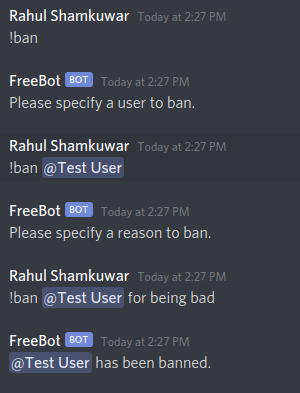 Rahul Shamkuwar Today at 2:27 PM
!ban
FreeBot BOT Today at 2:27 PM
Please specify a user to ban.
Rahul Shamkuwar Today at 2:27 PM
!ban @Test User
FreeBot BOT Today at 2:27 PM
Please specify a reason to ban.
Rahul Shamkuwar Today at 2:27 PM
!ban @Test User for being bad
FreeBot BOT Today at 2:27 PM
@Test User has been banned.